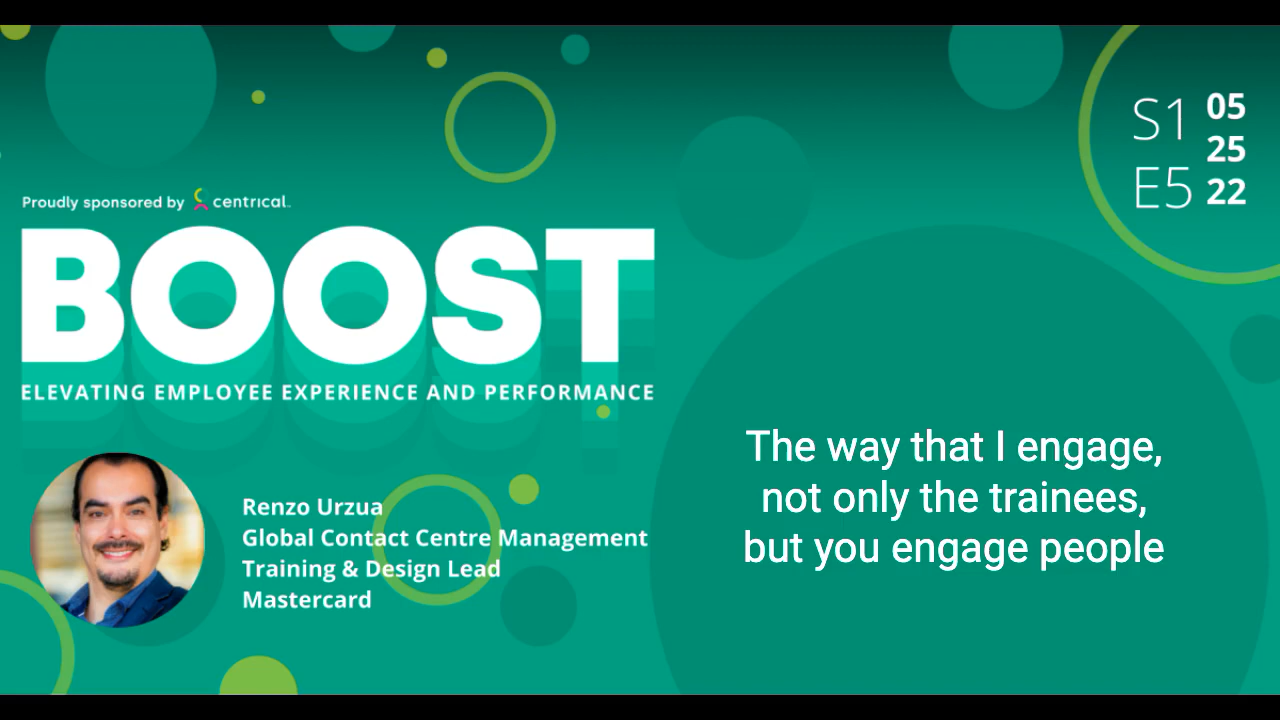 S1 05
25
E5 22
Proudly sponsored by centrical
BOOST
ELEVATING EMPLOYEE EXPERIENCE AND PERFORMANCE
The way that I engage,
not only the trainees,
but you engage people
Renzo Urzua
Global Contact Centre Management
Training & Design Lead
Mastercard